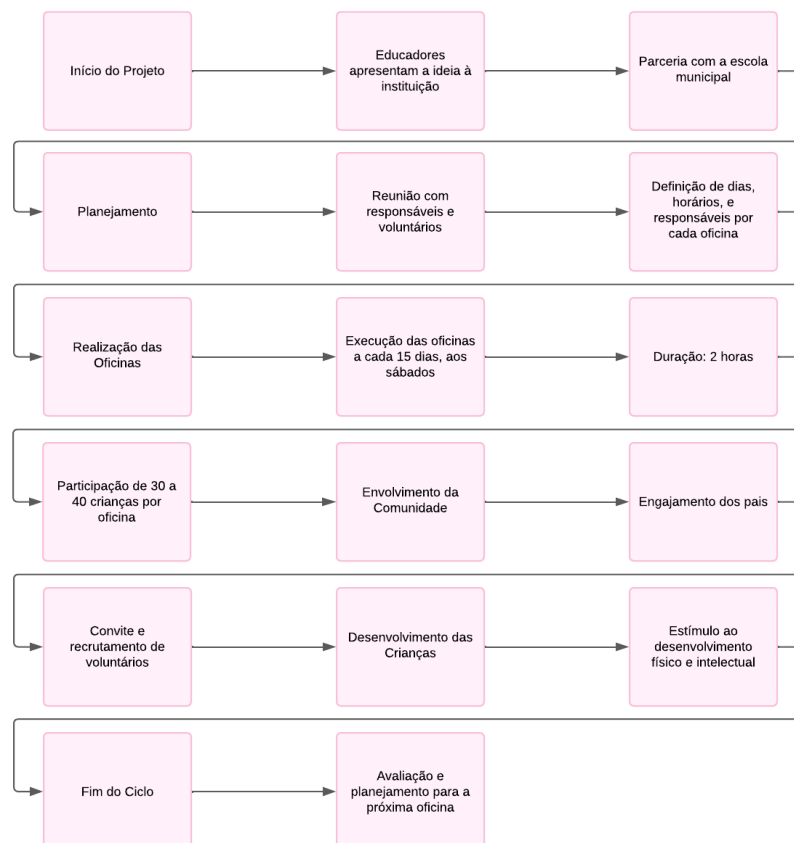 Início do Projeto
Educadores
apresentam a ideia à
instituição
Parceria com a escola
municipal
Planejamento
Reunião com
responsáveis e
voluntários
Definição de dias,
horários, e
responsáveis por
cada oficina
Realização das
Oficinas
Execução das oficinas
a cada 15 dias, aos
sábados
Duração: 2 horas
Participação de 30 a
40 crianças por
oficina
Envolvimento da
Comunidade
Engajamento dos pais
Convite e
recrutamento de
voluntários
Desenvolvimento das
Crianças
Estímulo ao
desenvolvimento
físico e intelectual
Fim do Ciclo
Avaliação e
planejamento para a
próxima oficina